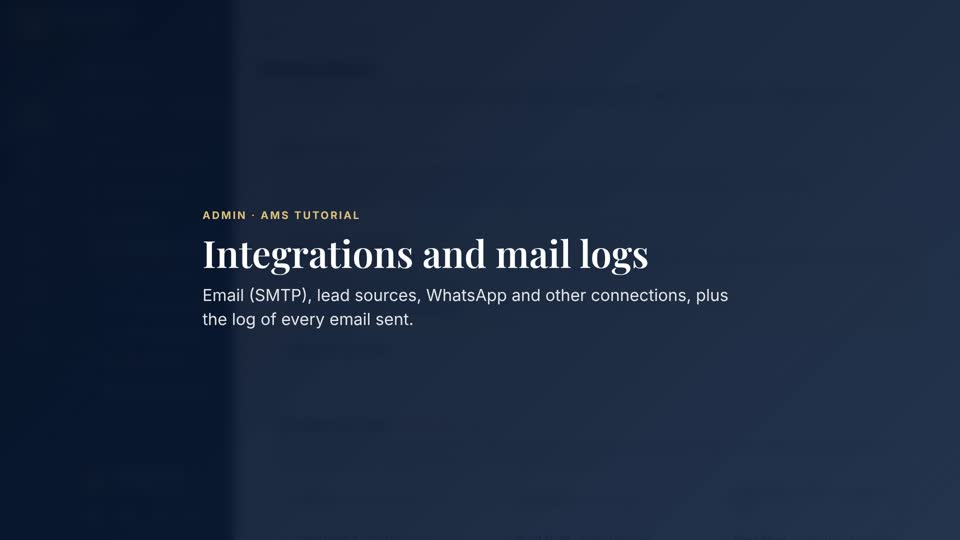 ADMIN · AMS TUTORIAL
Integrations and mail logs
Email (SMTP), lead sources, WhatsApp and other connections, plus
the log of every email sent.